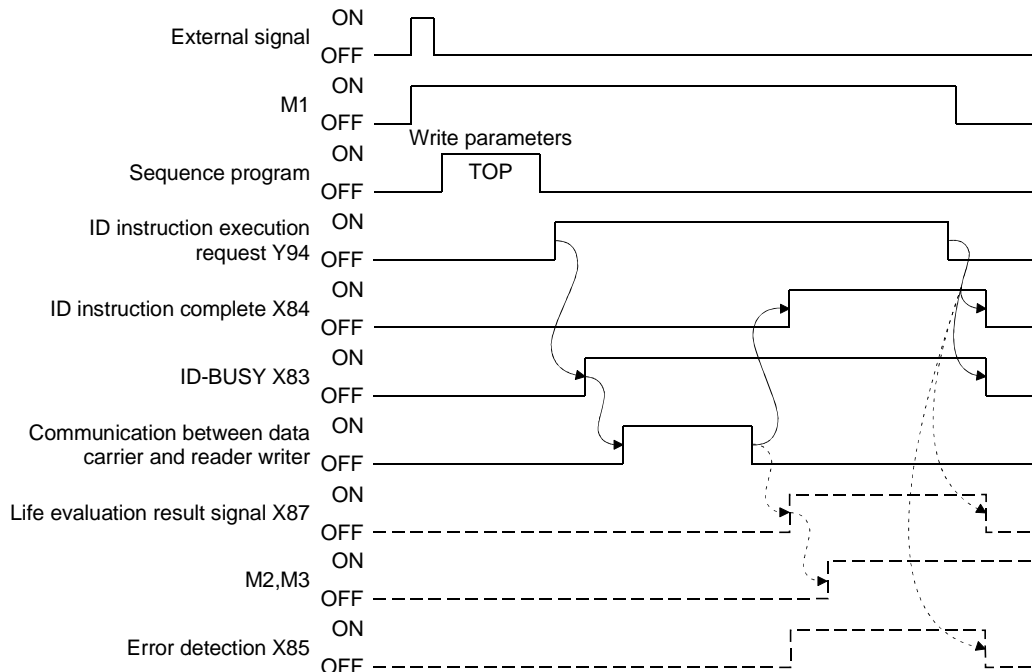 ON
External signal
OFF
ON
M1
OFF
Write parameters
ON
Sequence program
TOP
OFF
ID instruction execution
request Y94
ON
OFF
ON
ID instruction complete X84
OFF
ON
ID-BUSY X83
OFF
Communication between data
carrier and reader writer
ON
OFF
ON
Life evaluation result signal X87
OFF
ON
M2,M3
OFF
ON
Error detection X85
OFF